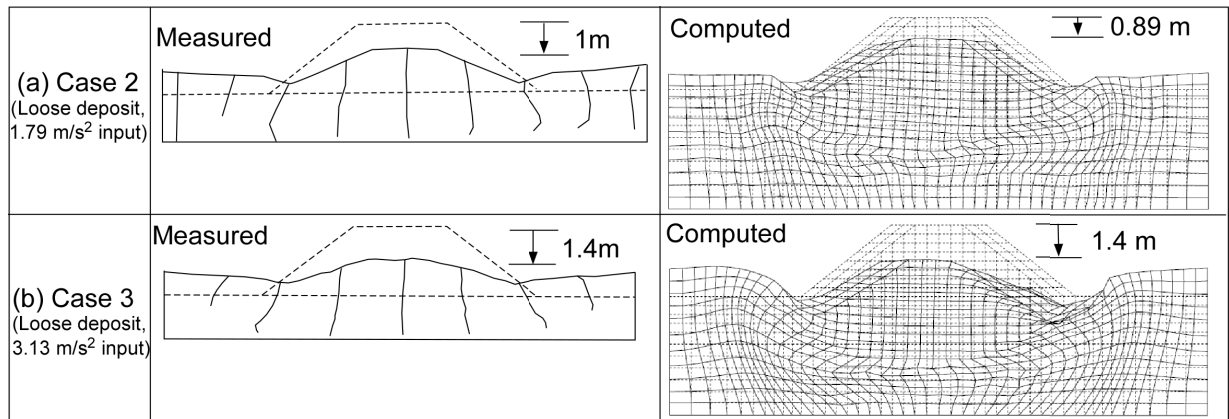 (a) Case 2
(Loose deposit,
1.79 m/s² input)
Measured
1m
Computed
0.89 m
(b) Case 3
(Loose deposit,
3.13 m/s² input)
Measured
1.4m
Computed
1.4 m